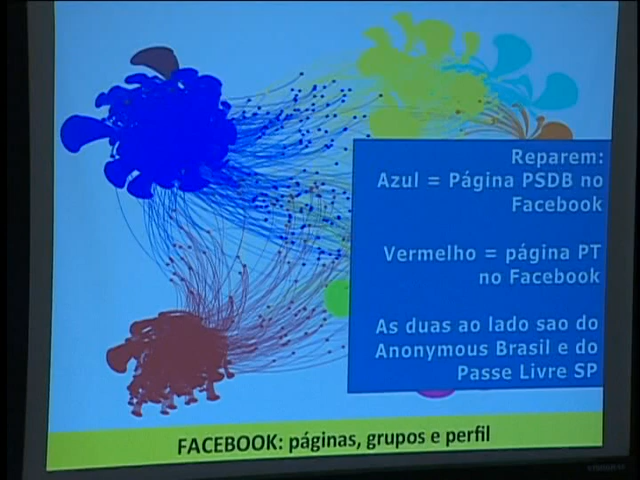 Reparem:
Azul = Página PSDB no
Facebook
Vermelho = página PT
no Facebook
As duas ao lado sao do
Anonymous Brasil e do
Passe Livre SP
FACEBOOK: páginas, grupos e perfil